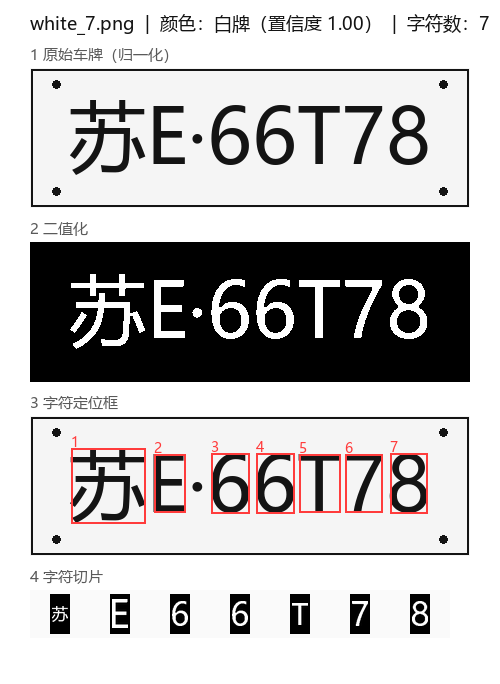 white_7.png | 颜色：白牌（置信度 1.00） | 字符数：7
1 原始车牌（归一化）
苏E·66T78
2 二值化
苏E·66T78
3 字符定位框
1 2 3 4 5 6 7
苏E·66T78
4 字符切片
苏 E 6 6 T 7 8